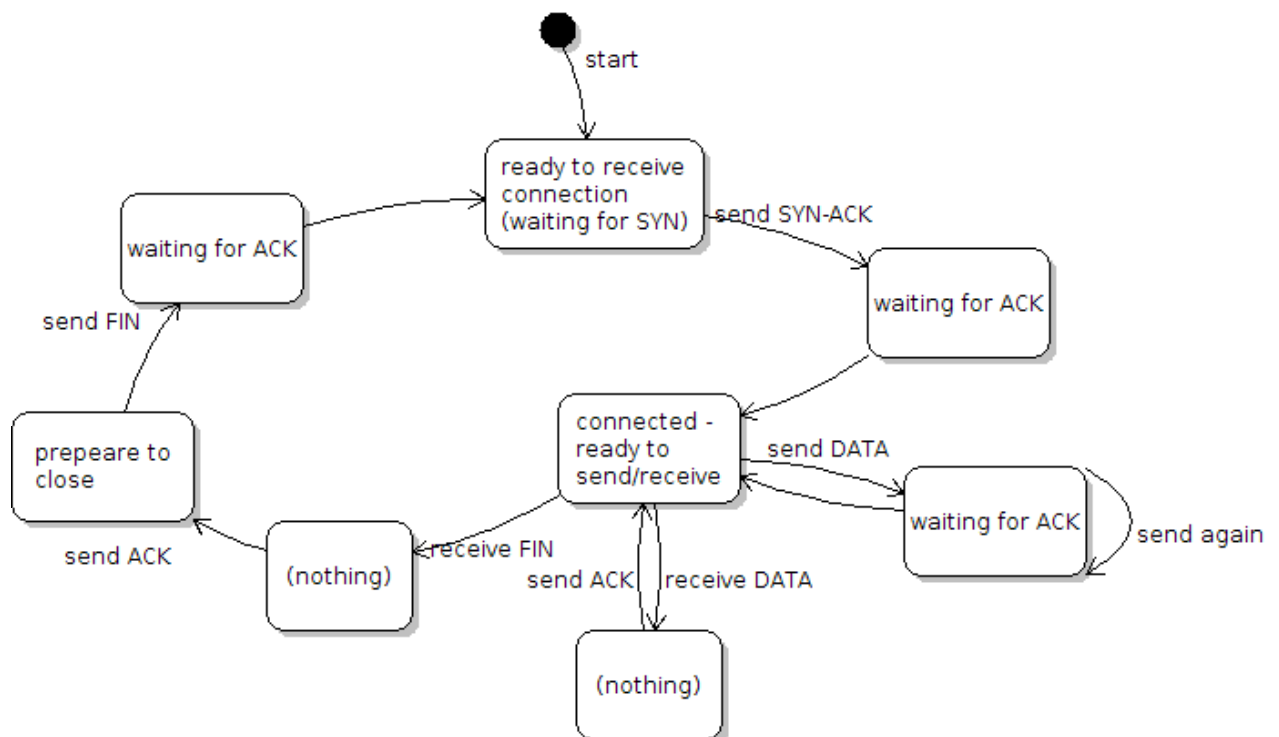 start
ready to receive
connection
(waiting for SYN)
send SYN-ACK
waiting for ACK
waiting for ACK
send FIN
connected -
ready to
send/receive
send DATA
prepeare to
close
waiting for ACK
send again
send ACK
(nothing)
receive FIN
send ACK
receive DATA
(nothing)